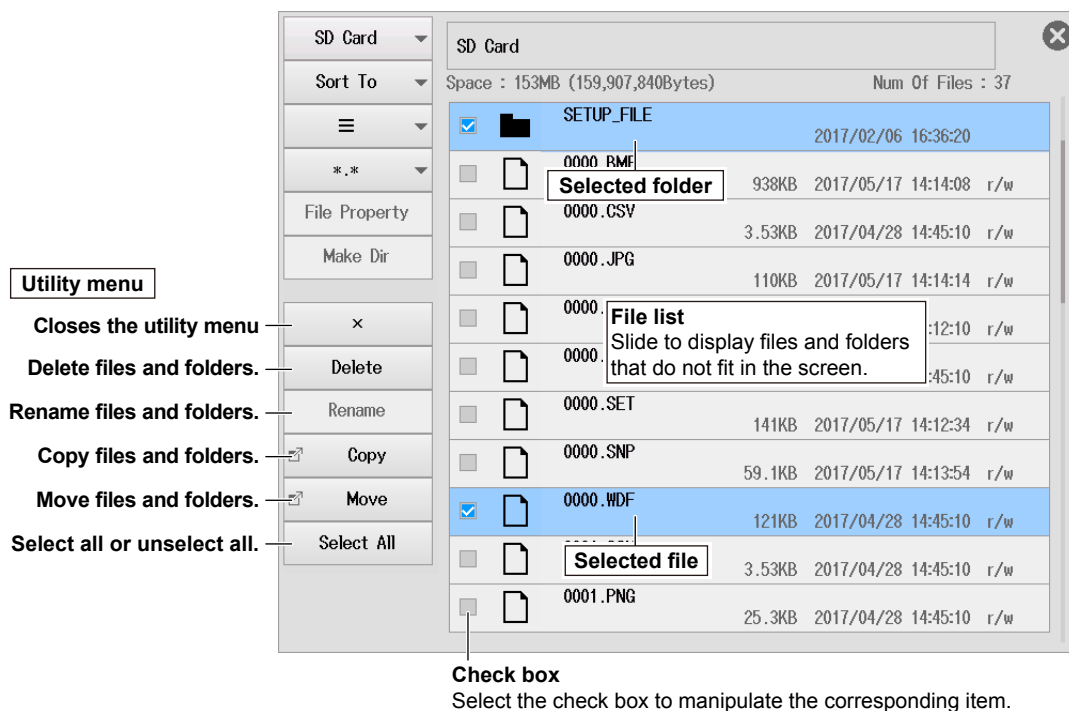 SD Card
SD Card
Sort To
Space : 153MB (159,907,840Bytes) Num Of Files : 37
SETUP_FILE
2017/02/06 16:36:20
*.*
938KB 2017/05/17 14:14:08 r/w
Selected folder
File Property
0000.CSV
3.53KB 2017/04/28 14:45:10 r/w
Make Dir
0000.JPG
110KB 2017/05/17 14:14:14 r/w
Utility menu
Closes the utility menu
×
0000.
:12:10 r/w
File list
Slide to display files and folders
that do not fit in the screen.
Delete files and folders.
Delete
0000.
:45:10 r/w
Rename files and folders.
Rename
0000.SET
141KB 2017/05/17 14:12:34 r/w
Copy files and folders.
Copy
0000.SNP
59.1KB 2017/05/17 14:13:54 r/w
Move files and folders.
Move
0000.WDF
121KB 2017/04/28 14:45:10 r/w
Select all or unselect all.
Select All
Selected file
3.53KB 2017/04/28 14:45:10 r/w
0001.PNG
25.3KB 2017/04/28 14:45:10 r/w
Check box
Select the check box to manipulate the corresponding item.